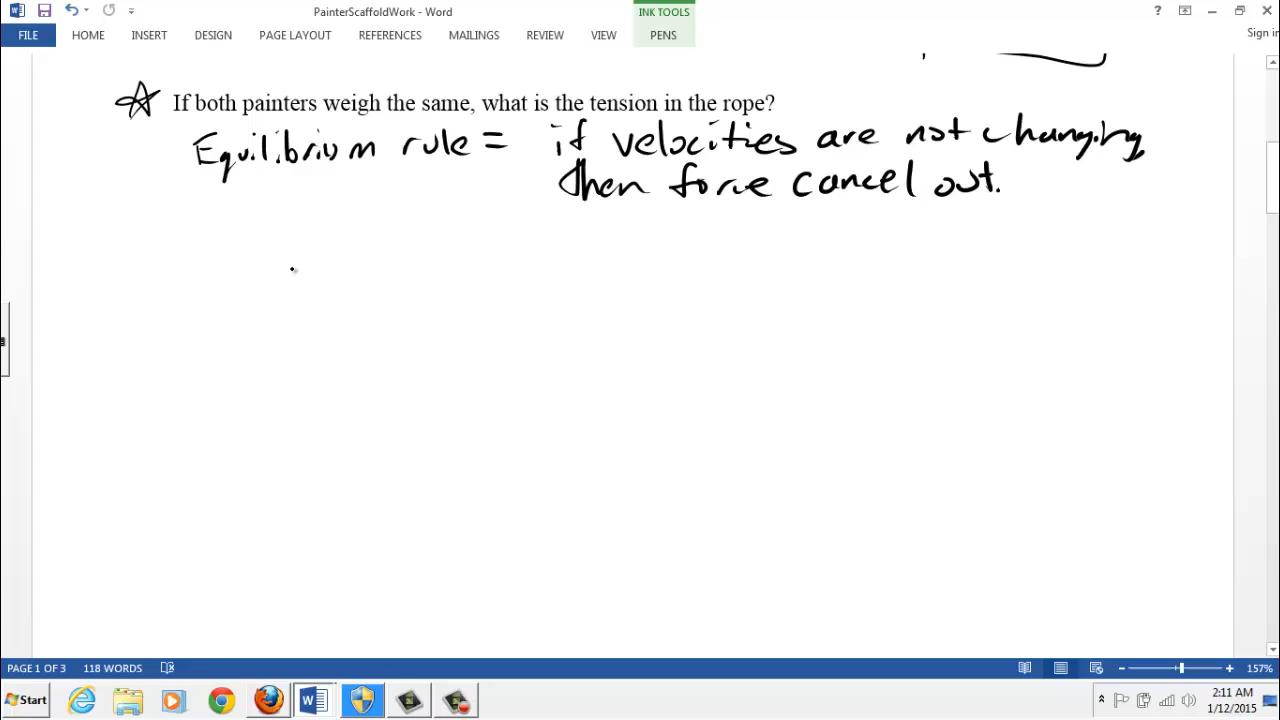 PainterScaffoldWork - Word
INK TOOLS
FILE HOME INSERT DESIGN PAGE LAYOUT REFERENCES MAILINGS REVIEW VIEW PENS
Sign in
If both painters weigh the same, what is the tension in the rope?
Equilibrium rule = if velocities are not changing
then force cancel out.
PAGE 1 OF 3 118 WORDS
157%
Start
2:11 AM
1/12/2015